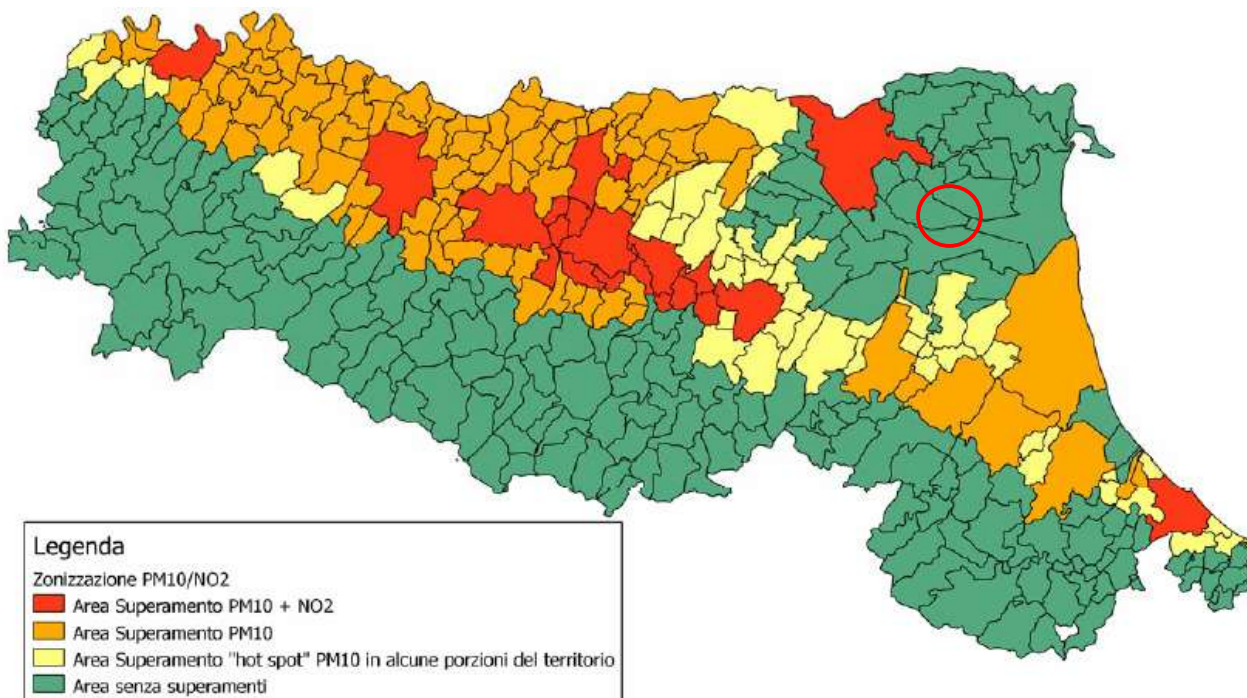 Legenda
Zonizzazione PM10/NO2
Area Superamento PM10 + NO2
Area Superamento PM10
Area Superamento "hot spot" PM10 in alcune porzioni del territorio
Area senza superamenti